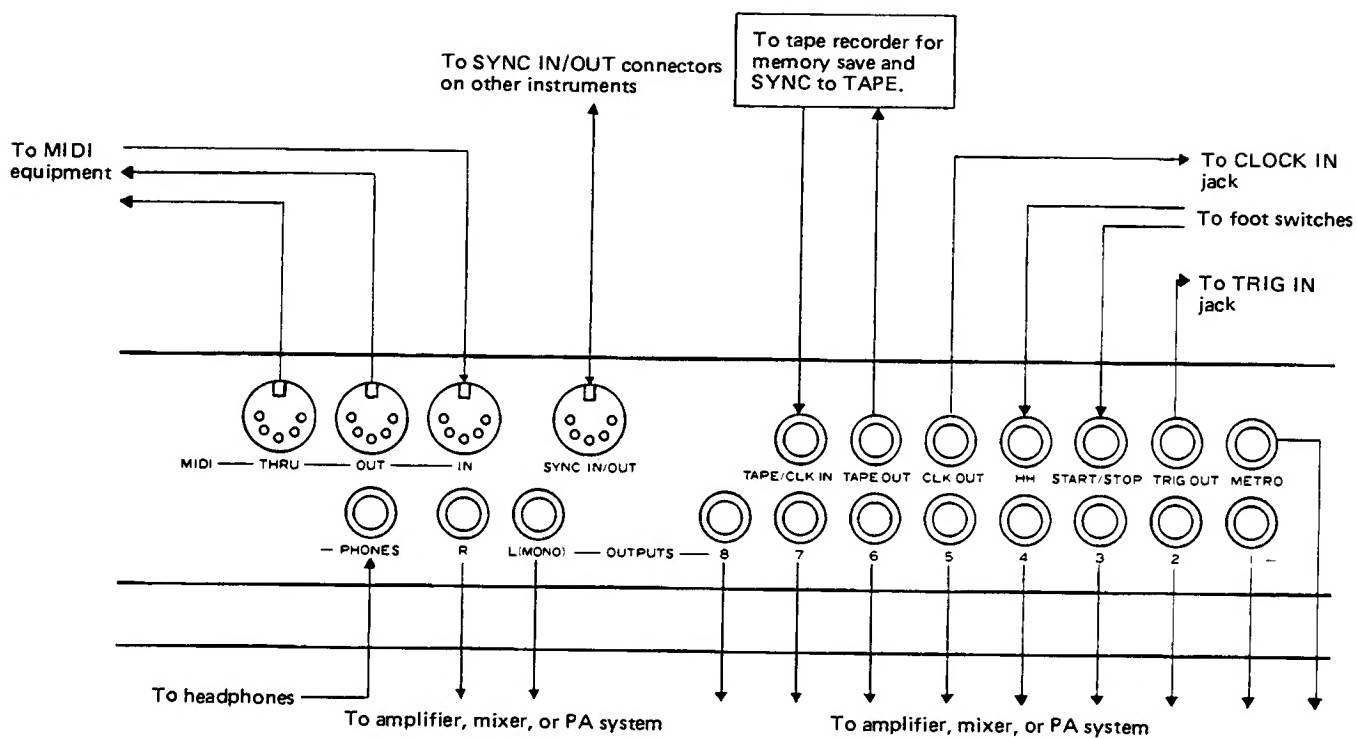 To tape recorder for
memory save and
SYNC to TAPE.
To SYNC IN/OUT connectors
on other instruments
To MIDI
equipment
To CLOCK IN
jack
To foot switches
To TRIG IN
jack
MIDI THRU OUT IN SYNC IN/OUT TAPE/CLK IN TAPE OUT CLK OUT HH START/STOP TRIG OUT METRO
PHONES R L(MONO) OUTPUTS 8 7 6 5 4 3 2 1
To headphones
To amplifier, mixer, or PA system To amplifier, mixer, or PA system